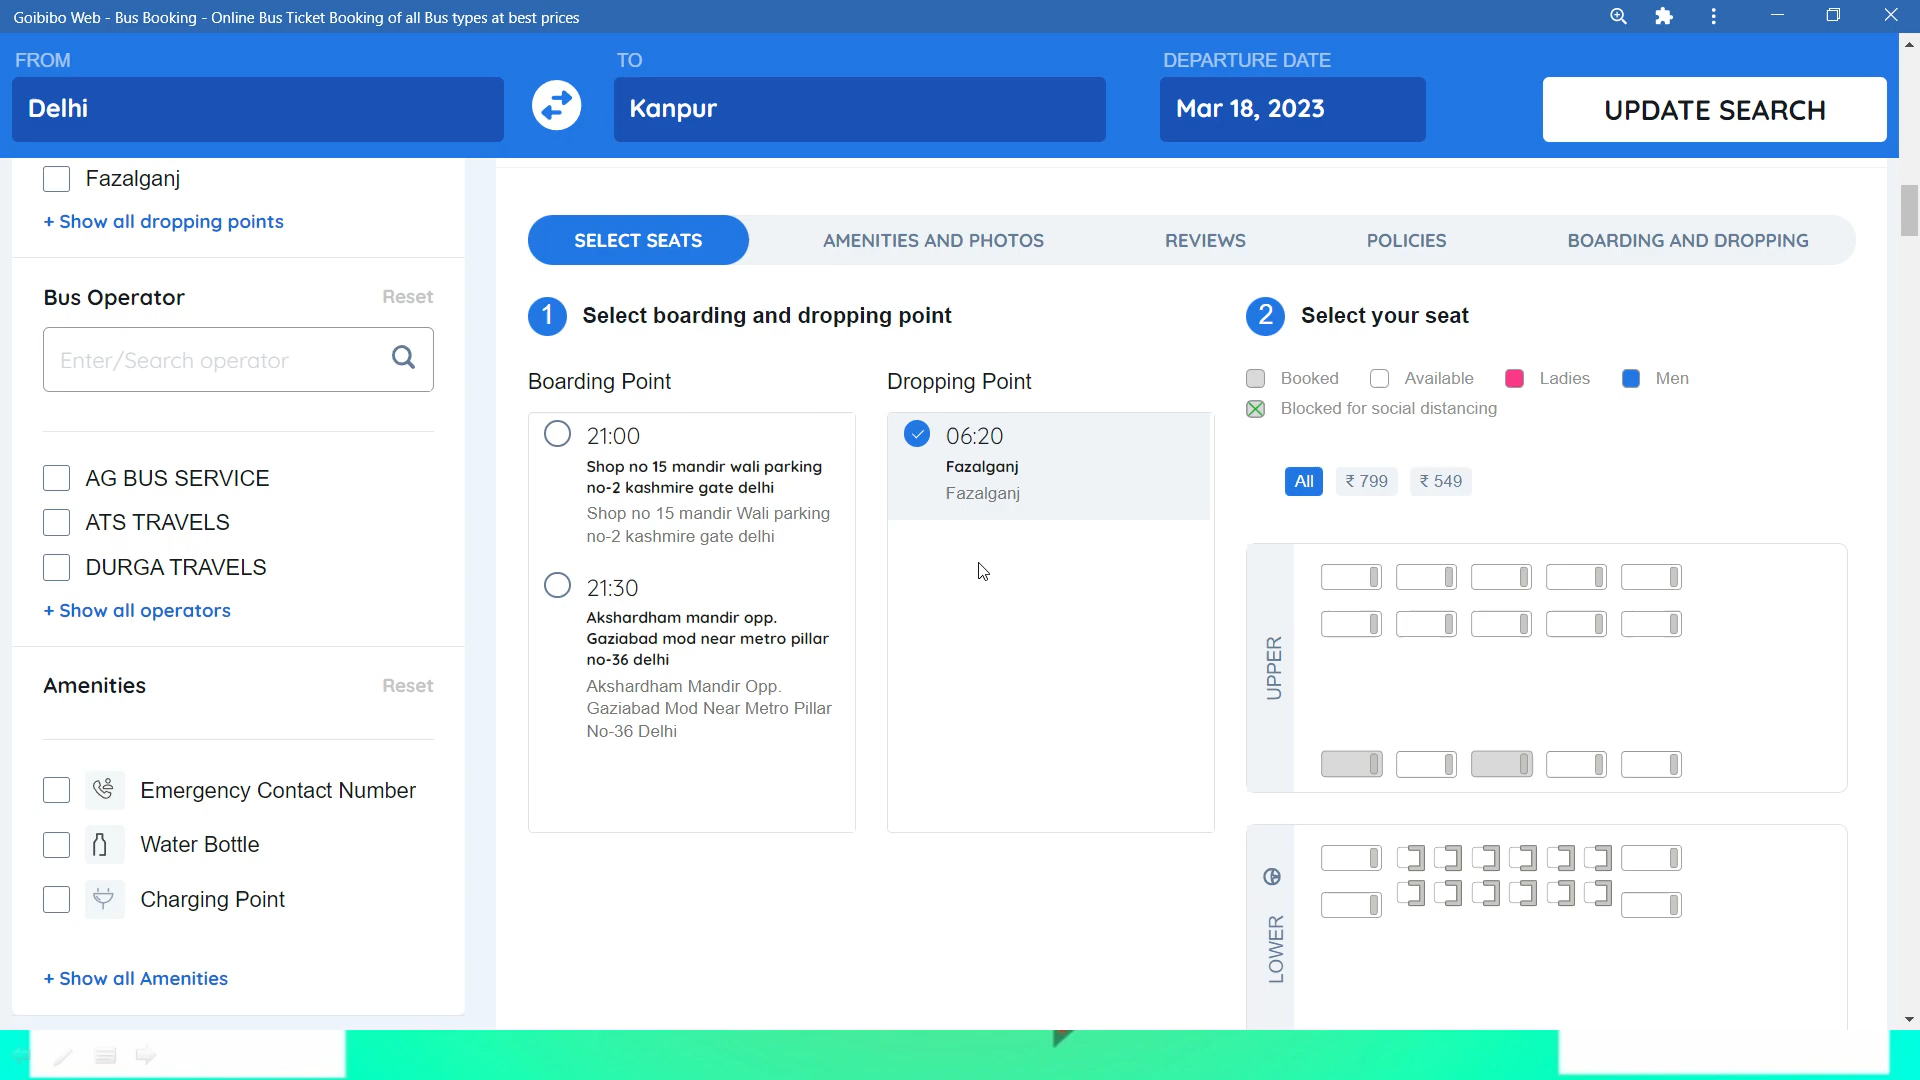 Goibibo Web - Bus Booking - Online Bus Ticket Booking of all Bus types at best prices
FROM
TO
DEPARTURE DATE
Delhi
Kanpur
Mar 18, 2023
UPDATE SEARCH
Fazalganj
+ Show all dropping points
Bus Operator
Reset
Enter/Search operator
AG BUS SERVICE
ATS TRAVELS
DURGA TRAVELS
+ Show all operators
Amenities
Reset
Emergency Contact Number
Water Bottle
Charging Point
+ Show all Amenities
SELECT SEATS
AMENITIES AND PHOTOS
REVIEWS
POLICIES
BOARDING AND DROPPING
1 Select boarding and dropping point
Boarding Point
21:00
Shop no 15 mandir wali parking
no-2 kashmire gate delhi
Shop no 15 mandir Wali parking
no-2 kashmire gate delhi
21:30
Akshardham mandir opp.
Gaziabad mod near metro pillar
no-36 delhi
Akshardham Mandir Opp.
Gaziabad Mod Near Metro Pillar
No-36 Delhi
Dropping Point
06:20
Fazalganj
Fazalganj
2 Select your seat
Booked
Available
Ladies
Men
Blocked for social distancing
All
₹ 799
₹ 549
UPPER
LOWER